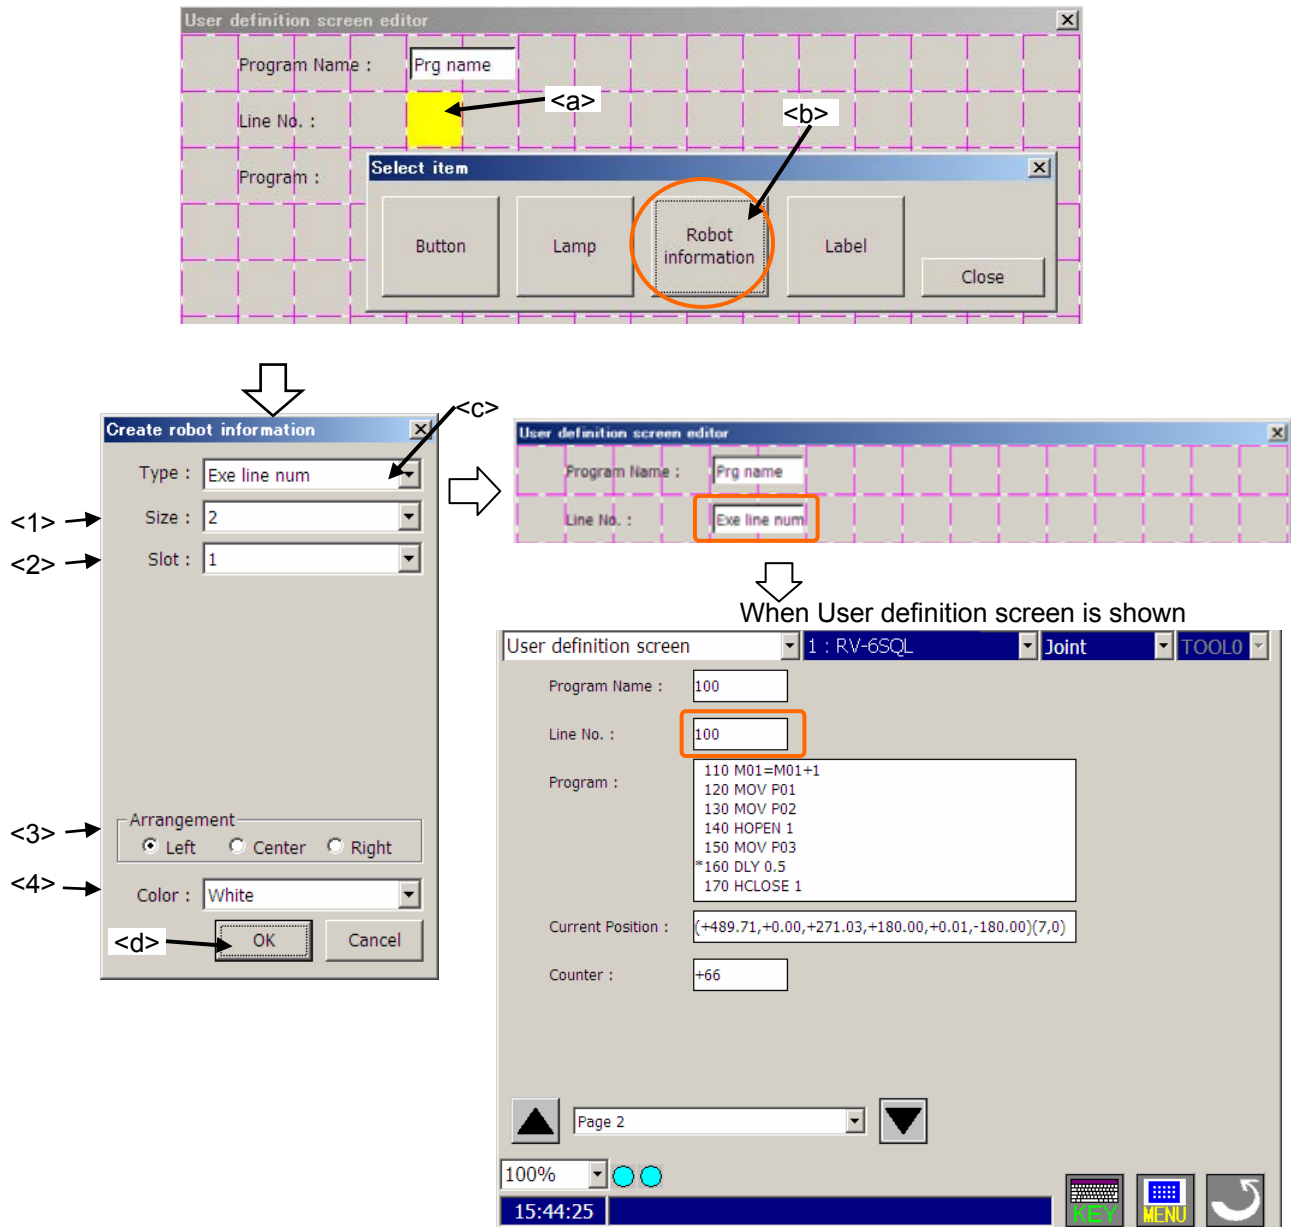 User definition screen editor
Program Name :
Prg name
<a>
<b>
Line No. :
Program :
Select item
Button
Lamp
Robot
information
Label
Close
Create robot information
<c>
Type :
Exe line num
<1>
Size :
2
<2>
Slot :
1
<3>
Arrangement
Left
Center
Right
<4>
Color :
White
<d>
OK
Cancel
User definition screen editor
Program Name :
Prg name
Line No. :
Exe line num
When User definition screen is shown
User definition screen
1 : RV-6SQL
Joint
TOOL0
Program Name :
100
Line No. :
100
Program :
110 M01=M01+1
120 MOV P01
130 MOV P02
140 HOPEN 1
150 MOV P03
*160 DLY 0.5
170 HCLOSE 1
Current Position :
(+489.71,+0.00,+271.03,+180.00,+0.01,-180.00)(7,0)
Counter :
+66
Page 2
100%
15:44:25
KEY
MENU